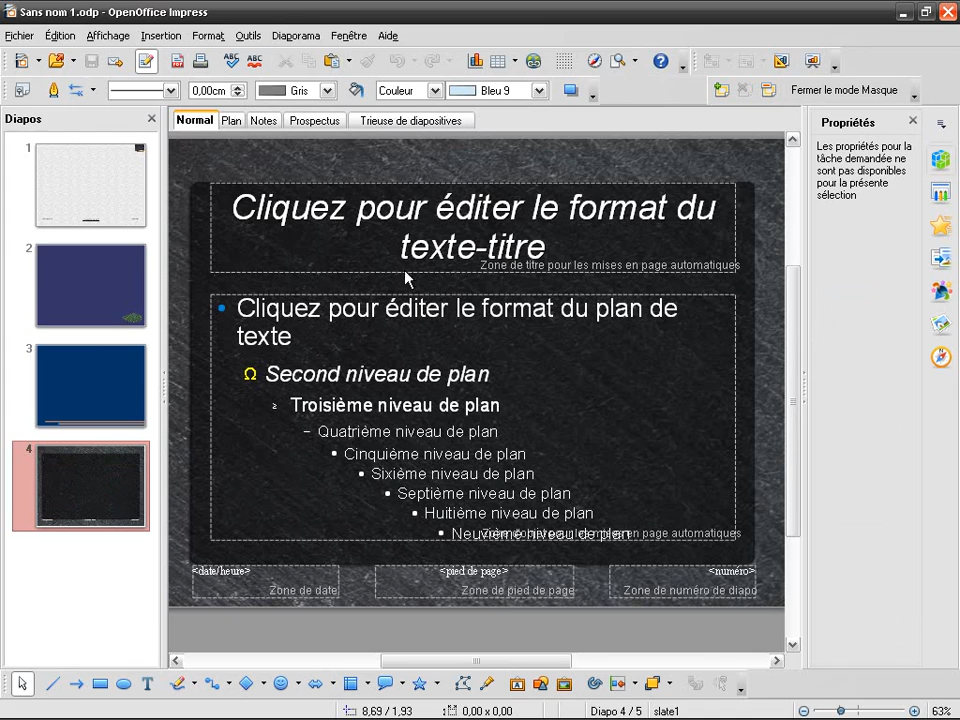 Sans nom 1.odp - OpenOffice Impress
Fichier Édition Affichage Insertion Format Outils Diaporama Fenêtre Aide
0,00cm Gris Couleur Bleu 9 Fermer le mode Masque
Diapos
Normal Plan Notes Prospectus Trieuse de diapositives
Propriétés
Les propriétés pour la
tâche demandée ne
sont pas disponibles
pour la présente
sélection
1
2
3
4
Cliquez pour éditer le format du
texte-titre
Zone de titre pour les mises en page automatiques
Cliquez pour éditer le format du plan de
texte
Second niveau de plan
Troisième niveau de plan
Quatrième niveau de plan
Cinquième niveau de plan
Sixième niveau de plan
Septième niveau de plan
Huitième niveau de plan
Neuvième niveau de plan
en page automatiques
<date/heure> <pied de page> <numéro>
Zone de date Zone de pied de page Zone de numéro de diapo
8,69 / 1,93 0,00 x 0,00 Diapo 4 / 5 slate1 63%